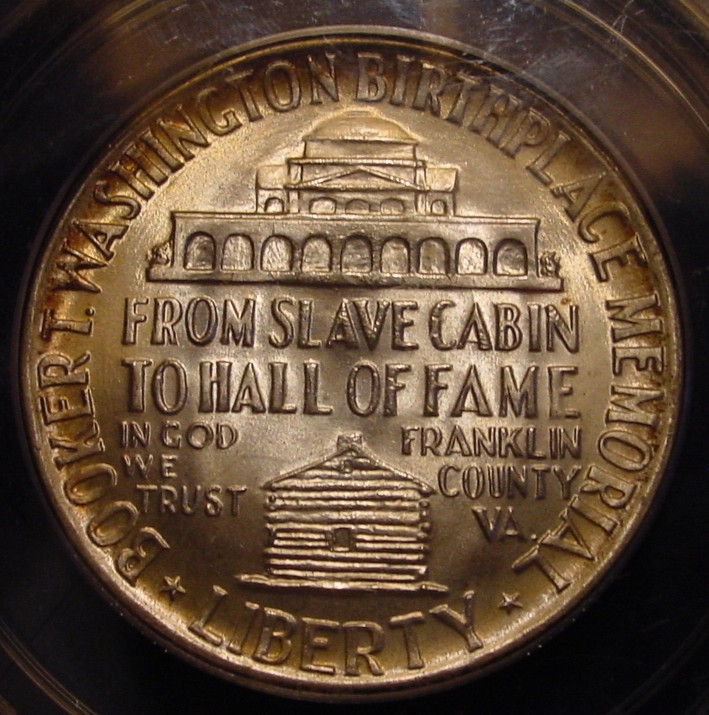 BOOKER T. WASHINGTON BIRTHPLACE MEMORIAL
FROM SLAVE CABIN
TO HALL OF FAME
IN GOD
WE
TRUST
FRANKLIN
COUNTY
VA.
LIBERTY